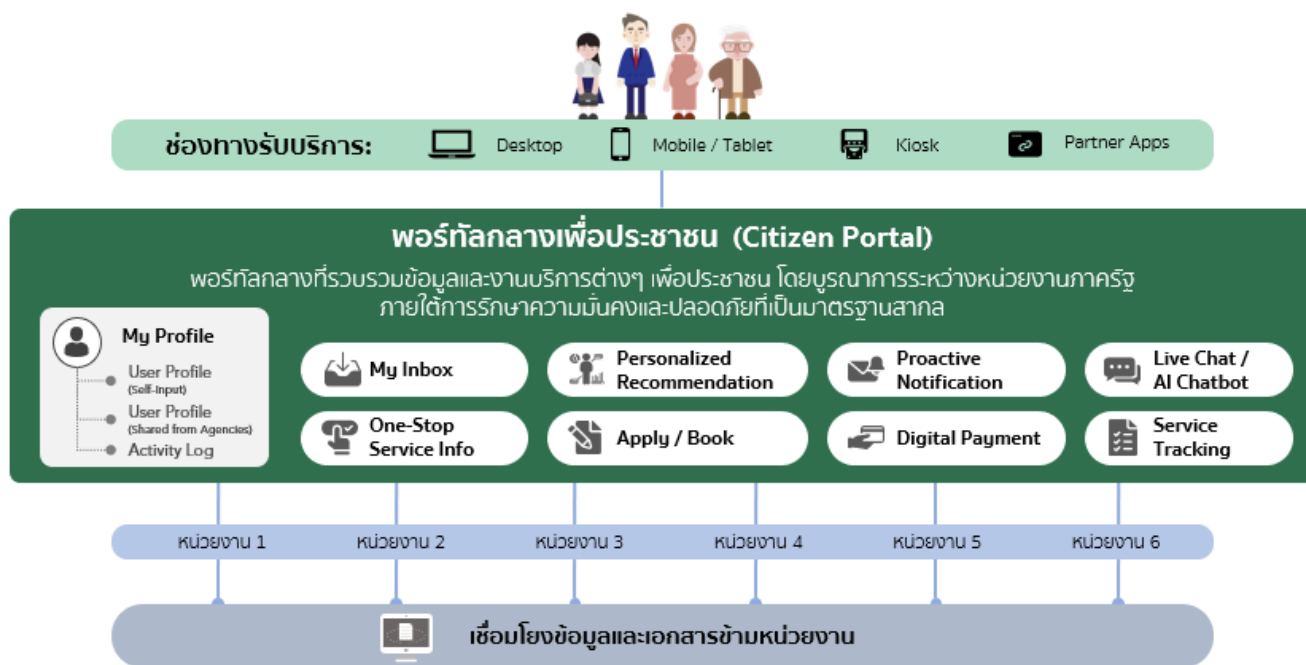 ช่องทางรับบริการ: Desktop Mobile / Tablet Kiosk Partner Apps
พอร์ทัลกลางเพื่อประชาชน (Citizen Portal)
พอร์ทัลกลางที่รวบรวมข้อมูลและงานบริการต่างๆ เพื่อประชาชน โดยบูรณาการระหว่างหน่วยงานภาครัฐ
ภายใต้การรักษาความมั่นคงและปลอดภัยที่เป็นมาตรฐานสากล
My Profile
User Profile
(Self-Input)
User Profile
(Shared from Agencies)
Activity Log
My Inbox
Personalized
Recommendation
Proactive
Notification
Live Chat /
AI Chatbot
One-Stop
Service Info
Apply / Book
Digital Payment
Service
Tracking
หน่วยงาน 1 หน่วยงาน 2 หน่วยงาน 3 หน่วยงาน 4 หน่วยงาน 5 หน่วยงาน 6
เชื่อมโยงข้อมูลและเอกสารข้ามหน่วยงาน